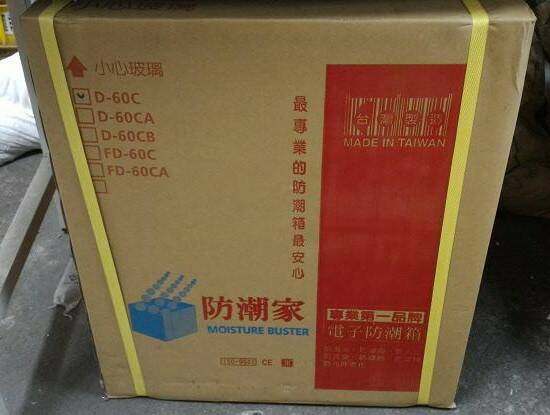 小心玻璃
D-60C
D-60CA
D-60CB
FD-60C
FD-60CA
最專業的防潮箱最安心
台灣製造
MADE IN TAIWAN
防潮家
MOISTURE BUSTER
CE
專業第一品牌
電子防潮箱